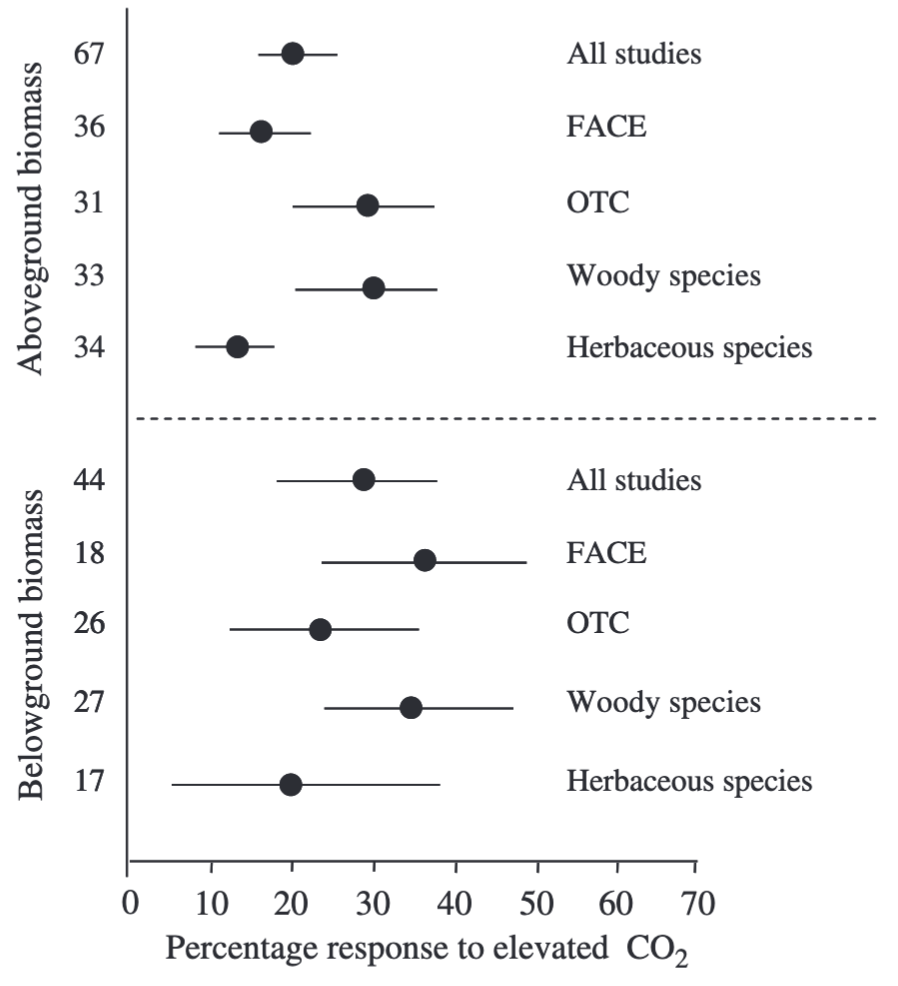 Aboveground biomass
67 All studies
36 FACE
31 OTC
33 Woody species
34 Herbaceous species
Belowground biomass
44 All studies
18 FACE
26 OTC
27 Woody species
17 Herbaceous species
0 10 20 30 40 50 60 70
Percentage response to elevated CO₂